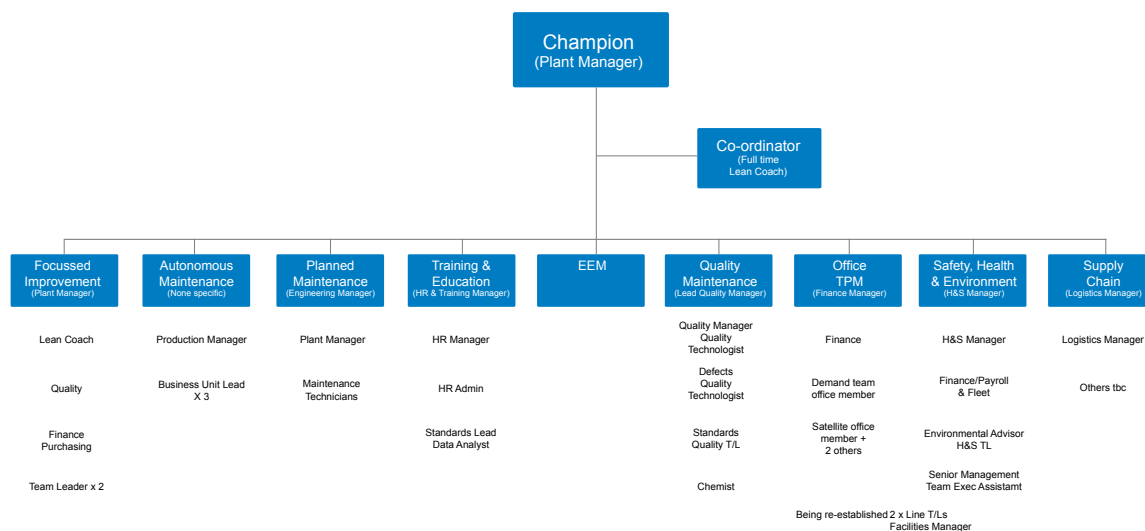 Champion
(Plant Manager)
Co-ordinator
(Full time
Lean Coach)
Focussed
Improvement
(Plant Manager)
Lean Coach
Quality
Finance
Purchasing
Team Leader x 2
Autonomous
Maintenance
(None specific)
Production Manager
Business Unit Lead
X 3
Planned
Maintenance
(Engineering Manager)
Plant Manager
Maintenance
Technicians
Training &
Education
(HR & Training Manager)
HR Manager
HR Admin
Standards Lead
Data Analyst
EEM
Quality
Maintenance
(Lead Quality Manager)
Quality Manager
Quality
Technologist
Defects
Quality
Technologist
Standards
Quality T/L
Chemist
Office
TPM
(Finance Manager)
Finance
Demand team
office member
Satellite office
member +
2 others
Being re-established
Safety, Health
& Environment
(H&S Manager)
H&S Manager
Finance/Payroll
& Fleet
Environmental Advisor
H&S TL
Senior Management
Team Exec Assistamt
2 x Line T/Ls
Facilities Manager
Supply
Chain
(Logistics Manager)
Logistics Manager
Others tbc